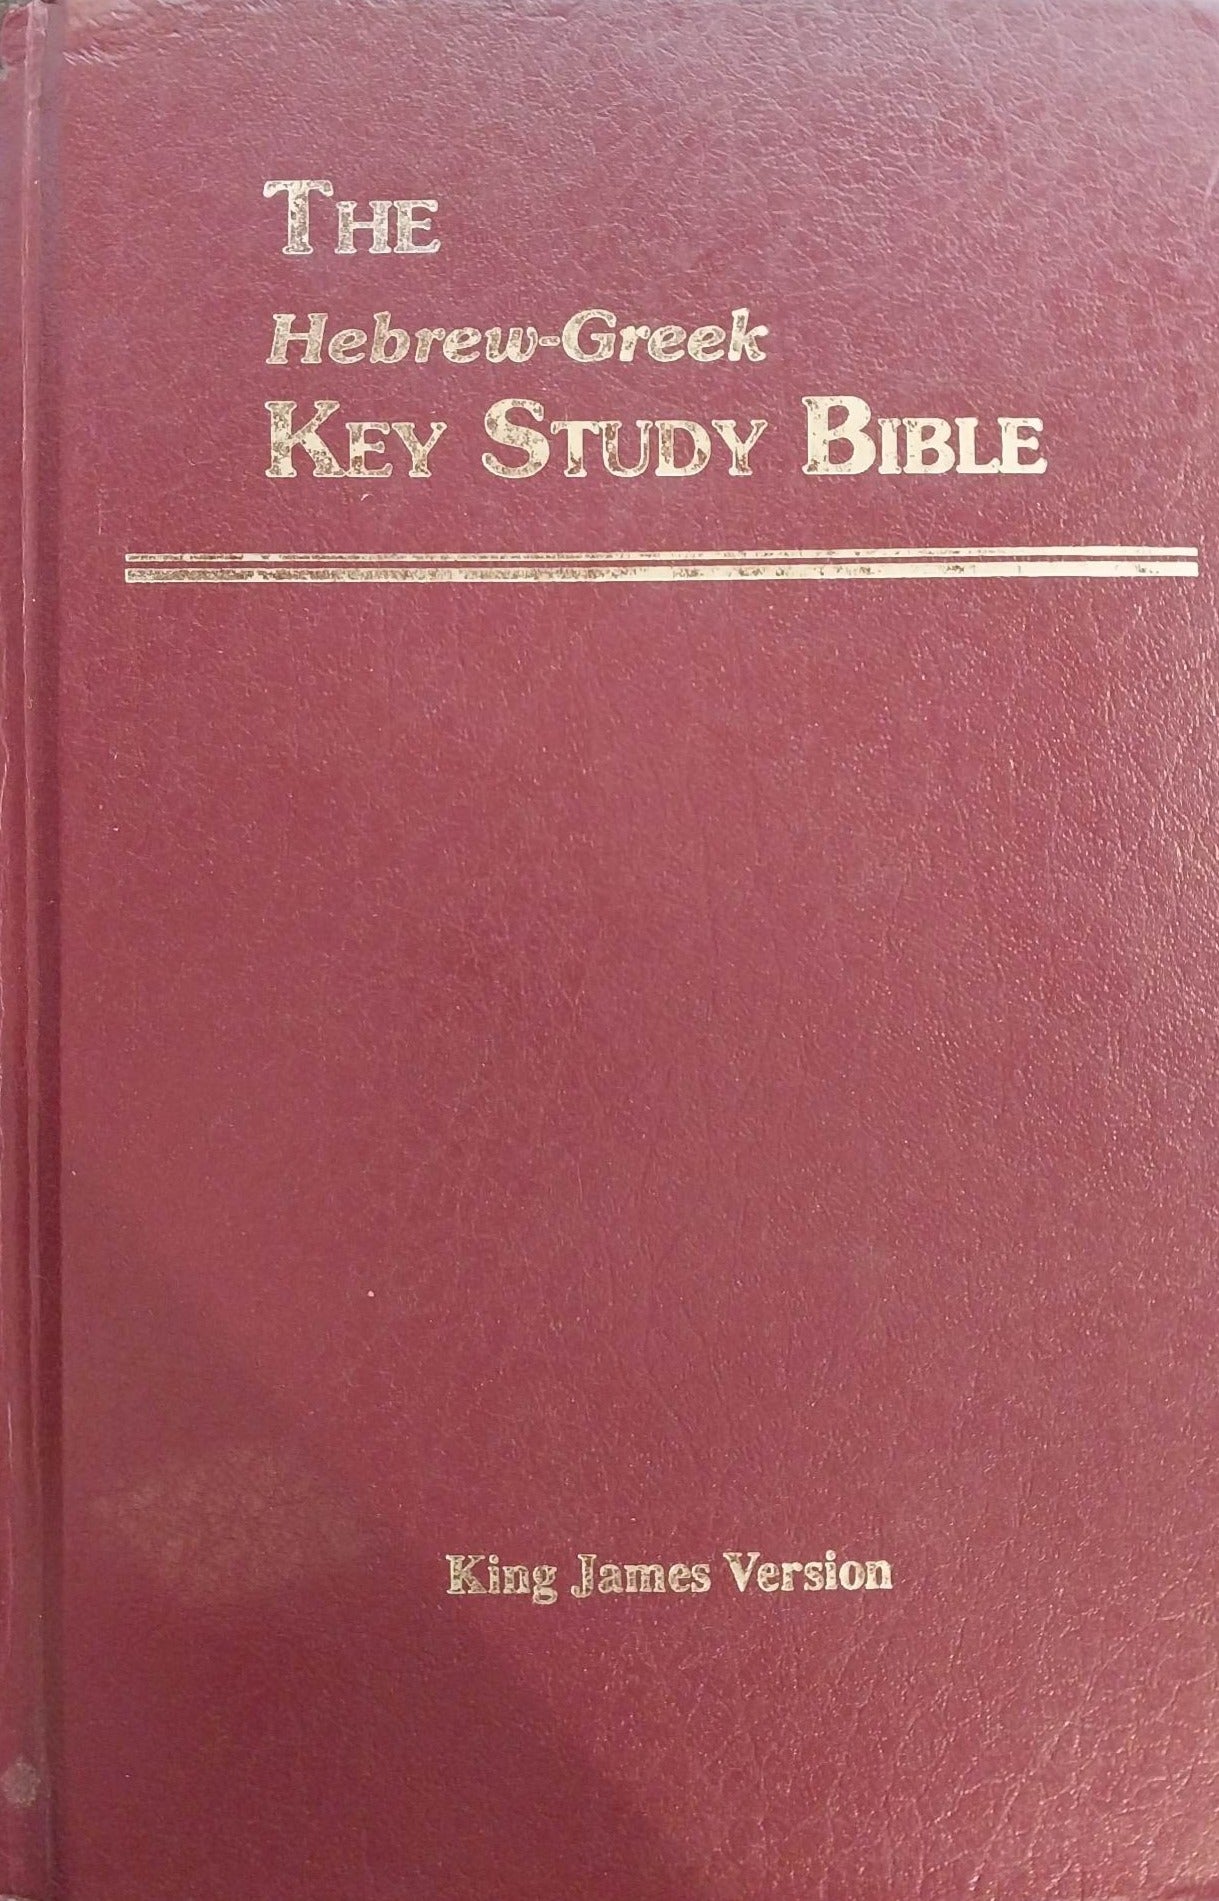 THE
Hebrew-Greek
KEY STUDY BIBLE
King James Version